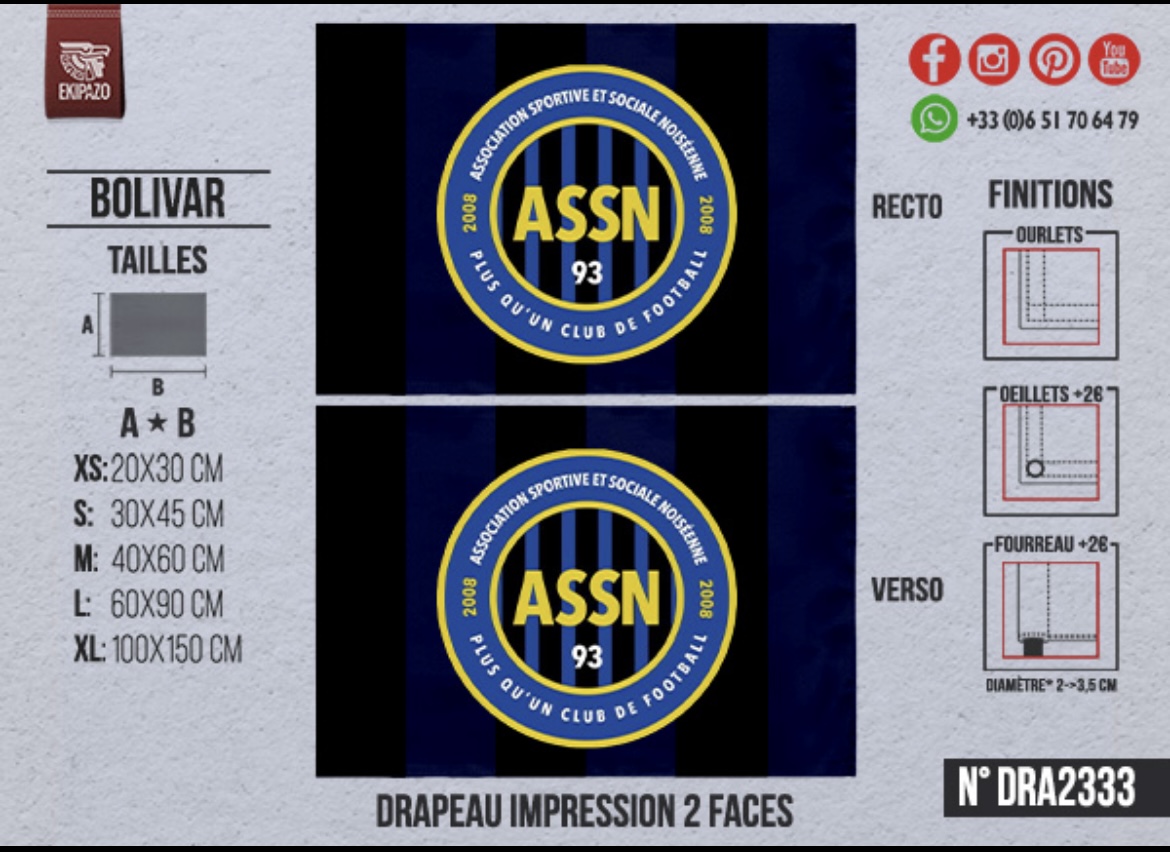 EKIPAZO
BOLIVAR
TAILLES
A
B
A ★ B
XS: 20X30 CM
S: 30X45 CM
M: 40X60 CM
L: 60X90 CM
XL: 100X150 CM
ASSOCIATION SPORTIVE ET SOCIALE NOISÉENNE
2008
2008
ASSN
93
PLUS QU'UN CLUB DE FOOTBALL
ASSOCIATION SPORTIVE ET SOCIALE NOISÉENNE
2008
2008
ASSN
93
PLUS QU'UN CLUB DE FOOTBALL
DRAPEAU IMPRESSION 2 FACES
You
Tube
+33 (0)6 51 70 64 79
RECTO
VERSO
FINITIONS
OURLETS
OEILLETS +2€
FOURREAU +2€
DIAMÈTRE* 2->3,5 CM
N° DRA2333